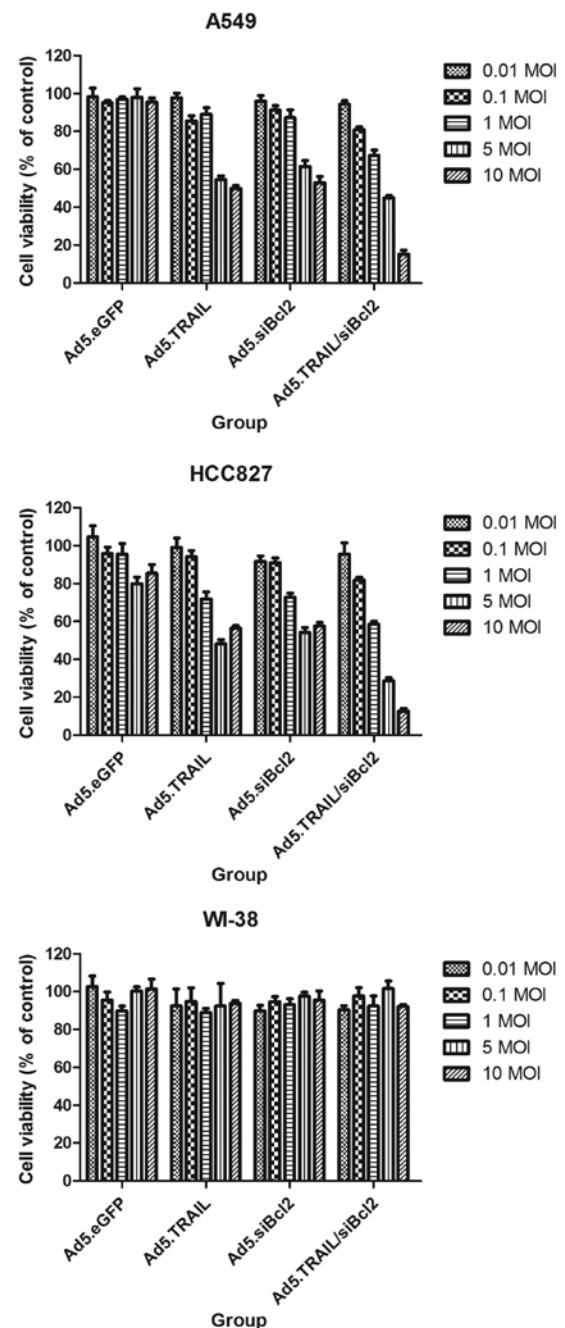 A549
Cell viability (% of control)
120
100
80
60
40
20
0
0.01 MOI
0.1 MOI
1 MOI
5 MOI
10 MOI
Ad5.eGFP
Ad5.TRAIL
Ad5.siBcl2
Ad5.TRAIL/siBcl2
Group
HCC827
Cell viability (% of control)
120
100
80
60
40
20
0
0.01 MOI
0.1 MOI
1 MOI
5 MOI
10 MOI
Ad5.eGFP
Ad5.TRAIL
Ad5.siBcl2
Ad5.TRAIL/siBcl2
Group
WI-38
Cell viability (% of control)
120
100
80
60
40
20
0
0.01 MOI
0.1 MOI
1 MOI
5 MOI
10 MOI
Ad5.eGFP
Ad5.TRAIL
Ad5.siBcl2
Ad5.TRAIL/siBcl2
Group